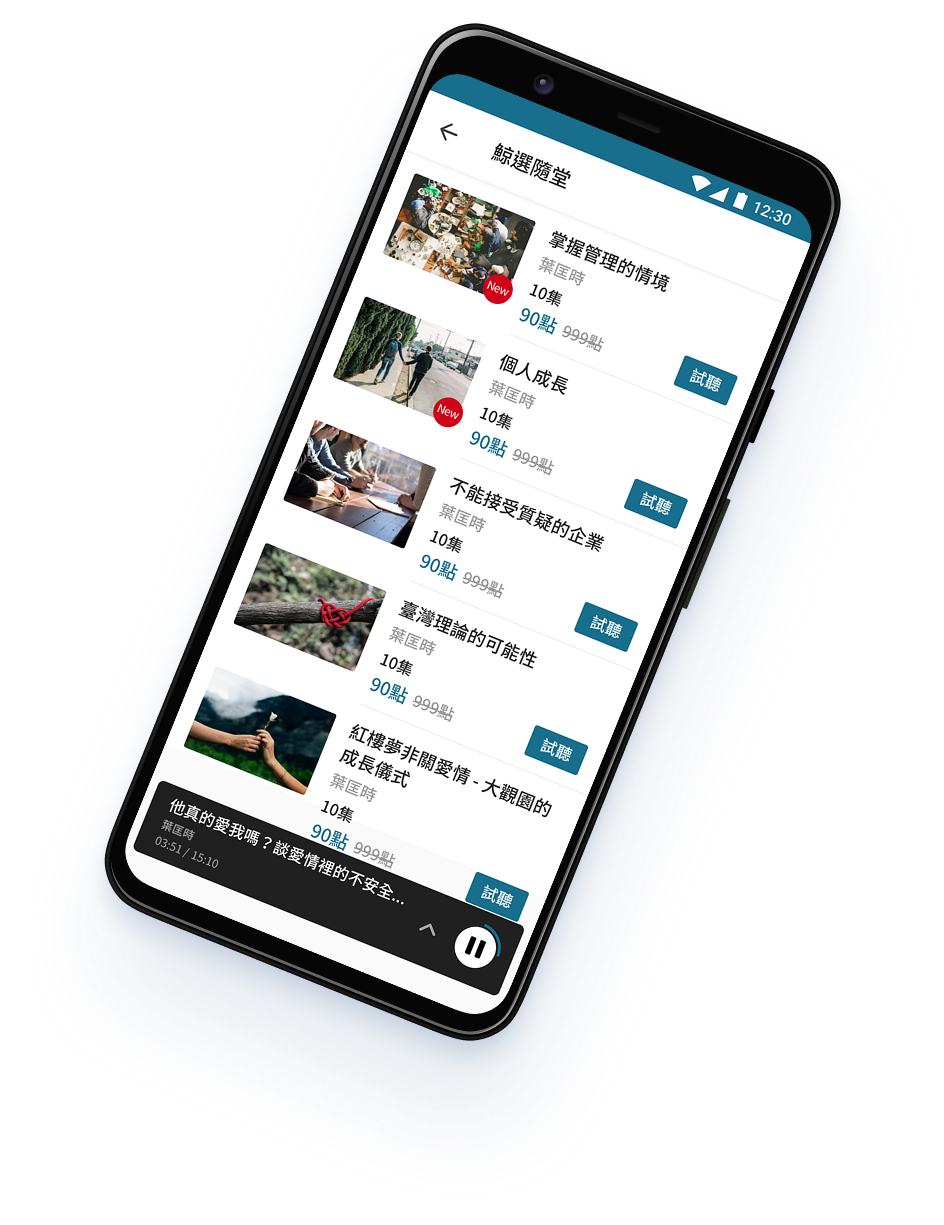 12:30
鯨選隨堂
掌握管理的情境
葉匡時
New
10集
90點 999點
試聽
個人成長
葉匡時
New
10集
90點 999點
試聽
不能接受質疑的企業
葉匡時
10集
90點 999點
試聽
臺灣理論的可能性
葉匡時
10集
90點 999點
試聽
紅樓夢非關愛情 - 大觀園的
成長儀式
葉匡時
10集
90點 999點
試聽
他真的愛我嗎？談愛情裡的不安全...
葉匡時
03:51 / 15:10